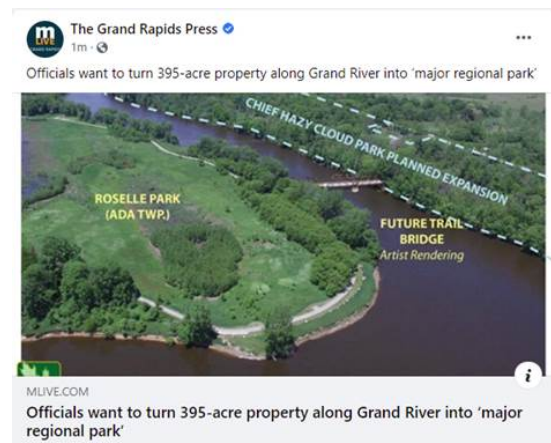 The Grand Rapids Press
1m ·
Officials want to turn 395-acre property along Grand River into 'major regional park'
CHIEF HAZY CLOUD PARK PLANNED EXPANSION
ROSELLE PARK
(ADA TWP.)
FUTURE TRAIL
BRIDGE
Artist Rendering
MLIVE.COM
Officials want to turn 395-acre property along Grand River into 'major
regional park'